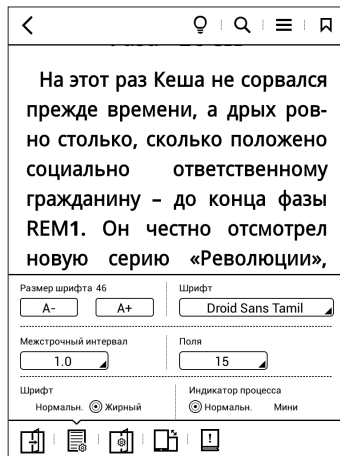 На этот раз Кеша не сорвался
прежде времени, а дрых ров-
но столько, сколько положено
социально ответственному
гражданину – до конца фазы
REM1. Он честно отсмотрел
новую серию «Революции»,
Размер шрифта 46
Шрифт
A-
A+
Droid Sans Tamil
Межстрочный интервал
Поля
1.0
15
Шрифт
Индикатор процесса
Нормальн.
Жирный
Нормальн.
Мини